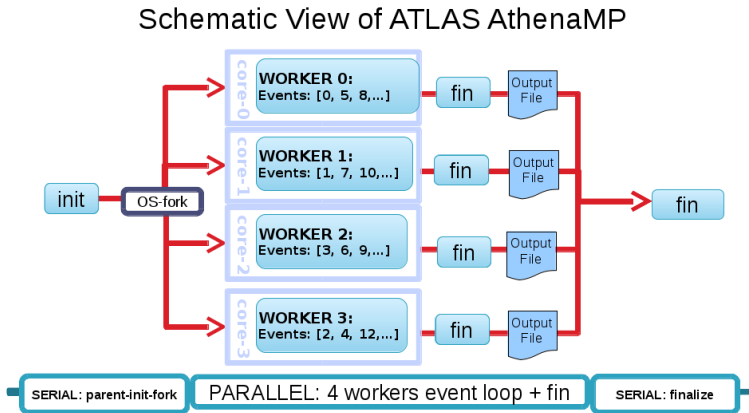 Schematic View of ATLAS AthenaMP
core-0
WORKER 0:
Events: [0, 5, 8,...]
fin
Output
File
core-1
WORKER 1:
Events: [1, 7, 10,...]
fin
Output
File
init
OS-fork
fin
core-2
WORKER 2:
Events: [3, 6, 9,...]
fin
Output
File
core-3
WORKER 3:
Events: [2, 4, 12,...]
fin
Output
File
SERIAL: parent-init-fork
PARALLEL: 4 workers event loop + fin
SERIAL: finalize